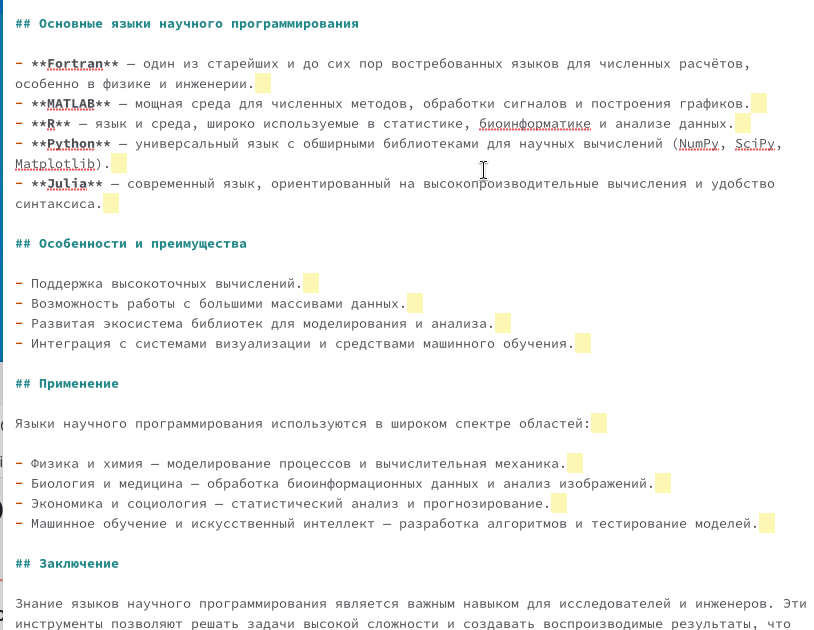 ## Основные языки научного программирования
- **Fortran** — один из старейших и до сих пор востребованных языков для численных расчётов,
особенно в физике и инженерии.
- **MATLAB** — мощная среда для численных методов, обработки сигналов и построения графиков.
- **R** — язык и среда, широко используемые в статистике, биоинформатике и анализе данных.
- **Python** — универсальный язык с обширными библиотеками для научных вычислений (NumPy, SciPy,
Matplotlib).
- **Julia** — современный язык, ориентированный на высокопроизводительные вычисления и удобство
синтаксиса.
## Особенности и преимущества
- Поддержка высокоточных вычислений.
- Возможность работы с большими массивами данных.
- Развитая экосистема библиотек для моделирования и анализа.
- Интеграция с системами визуализации и средствами машинного обучения.
## Применение
Языки научного программирования используются в широком спектре областей:
- Физика и химия — моделирование процессов и вычислительная механика.
- Биология и медицина — обработка биоинформационных данных и анализ изображений.
- Экономика и социология — статистический анализ и прогнозирование.
- Машинное обучение и искусственный интеллект — разработка алгоритмов и тестирование моделей.
## Заключение
Знание языков научного программирования является важным навыком для исследователей и инженеров. Эти
инструменты позволяют решать задачи высокой сложности и создавать воспроизводимые результаты, что